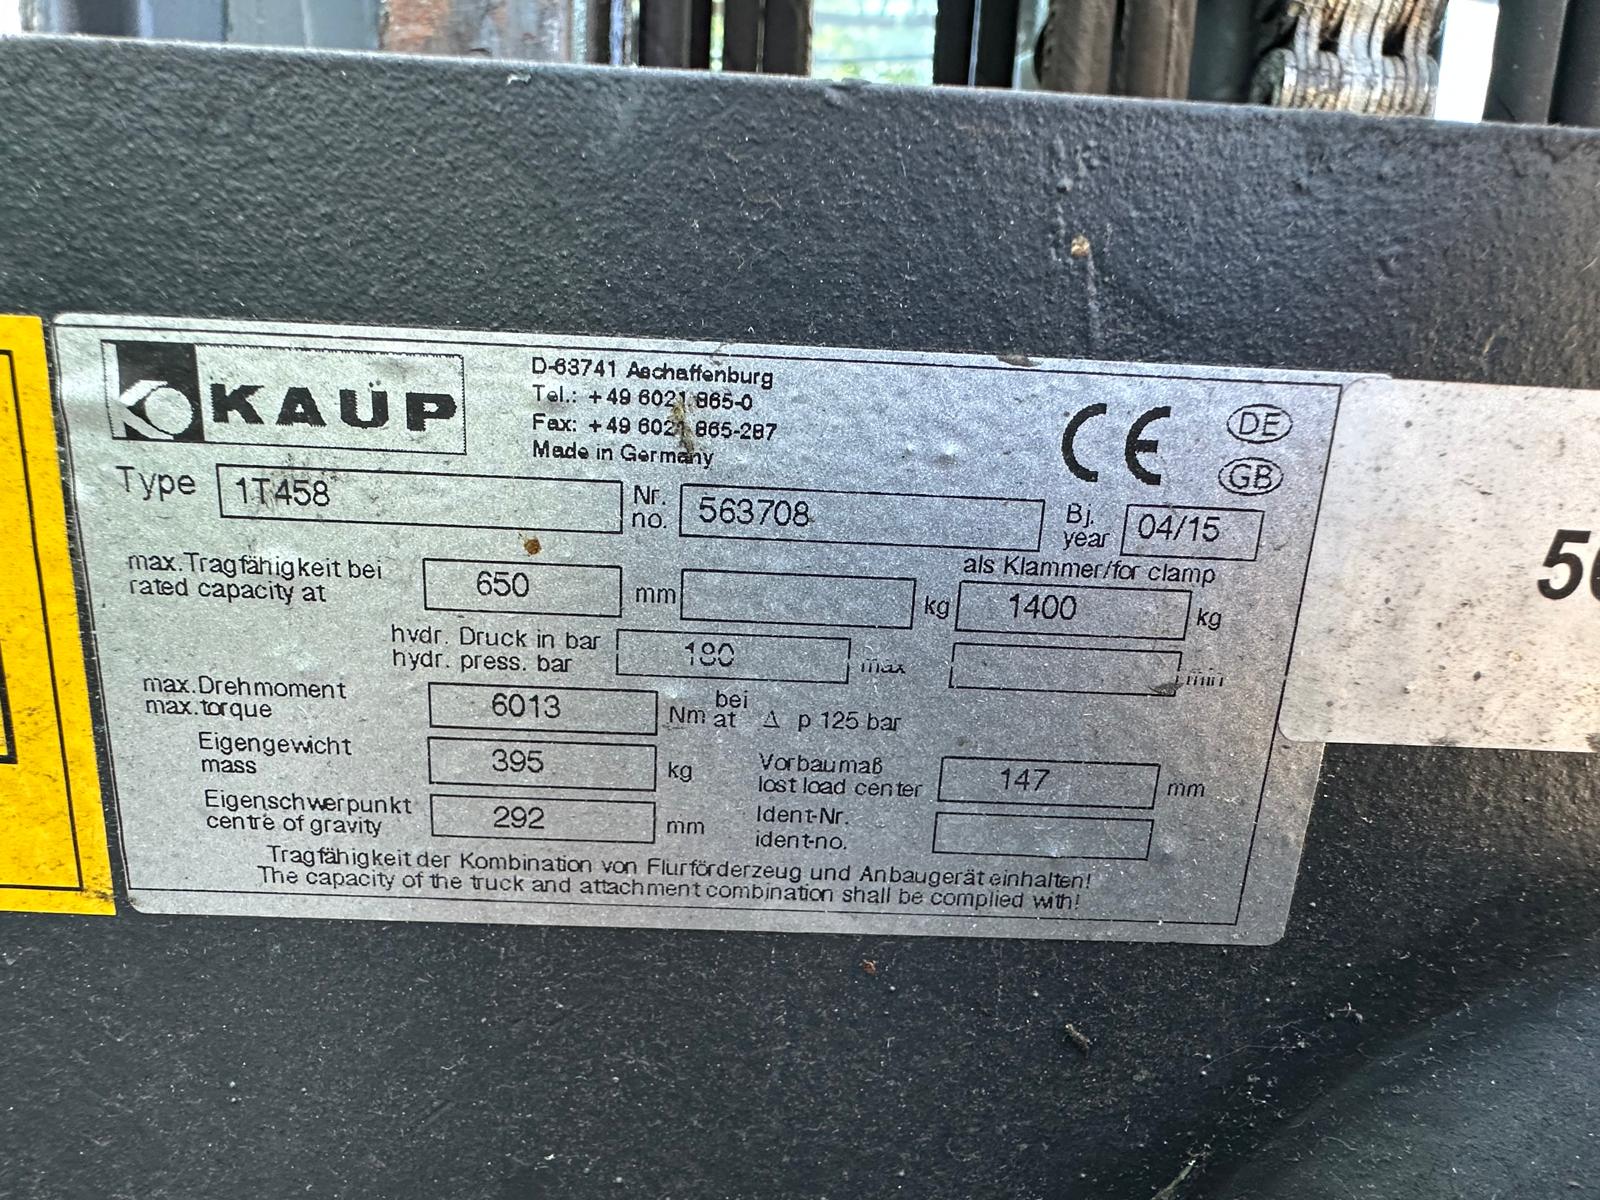 KAUP
D-63741 Aschaffenburg
Tel.: +49 6021 865-0
Fax: +49 6021 865-287
Made in Germany
CE
DE
GB
Type 1T458
Nr. no. 563708
Bj. year 04/15
max.Tragfähigkeit bei
rated capacity at 650 mm kg
als Klammer/for clamp
1400 kg
hydr. Druck in bar
hydr. press. bar max min
max.Drehmoment
max.torque 6013 Nm bei at Δ p 125 bar
Eigengewicht
mass 395 kg
Vorbaumaß
lost load center 147 mm
Eigenschwerpunkt
centre of gravity 292 mm
Ident-Nr.
ident-no.
Tragfähigkeit der Kombination von Flurförderzeug und Anbaugerät einhalten!
The capacity of the truck and attachment combination shall be complied with!